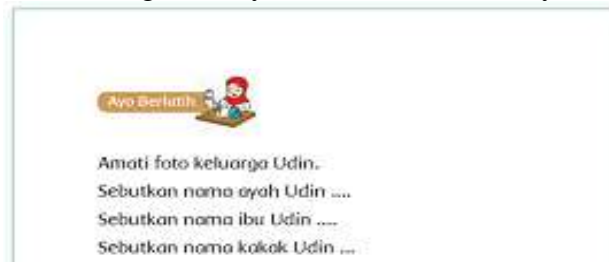 Ayo Berlatih
Amati foto keluarga Udin.
Sebutkan nama ayah Udin ....
Sebutkan nama ibu Udin ....
Sebutkan nama kakak Udin ...